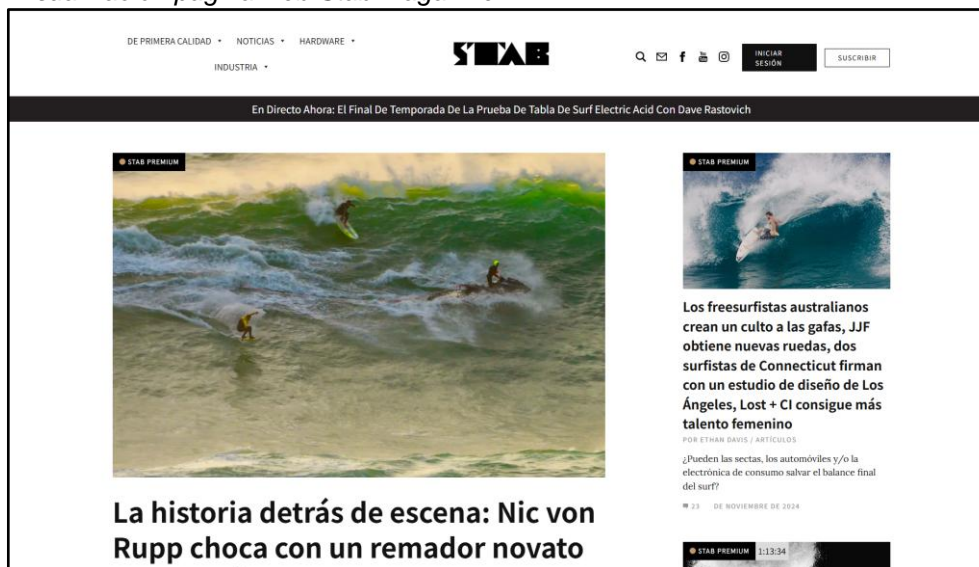 DE PRIMERA CALIDAD
NOTICIAS
HARDWARE
INDUSTRIA
STAB
INICIAR
SESIÓN
SUSCRIBIR
En Directo Ahora: El Final De Temporada De La Prueba De Tabla De Surf Electric Acid Con Dave Rastovich
STAB PREMIUM
La historia detrás de escena: Nic von
Rupp choca con un remador novato
STAB PREMIUM
Los freesurfistas australianos
crean un culto a las gafas, JJF
obtiene nuevas ruedas, dos
surfistas de Connecticut firman
con un estudio de diseño de Los
Ángeles, Lost + CI consigue más
talento femenino
POR ETHAN DAVIS / ARTÍCULOS
¿Pueden las sectas, los automóviles y/o la
electrónica de consumo salvar el balance final
del surf?
23 DE NOVIEMBRE DE 2024
STAB PREMIUM 1:13:34